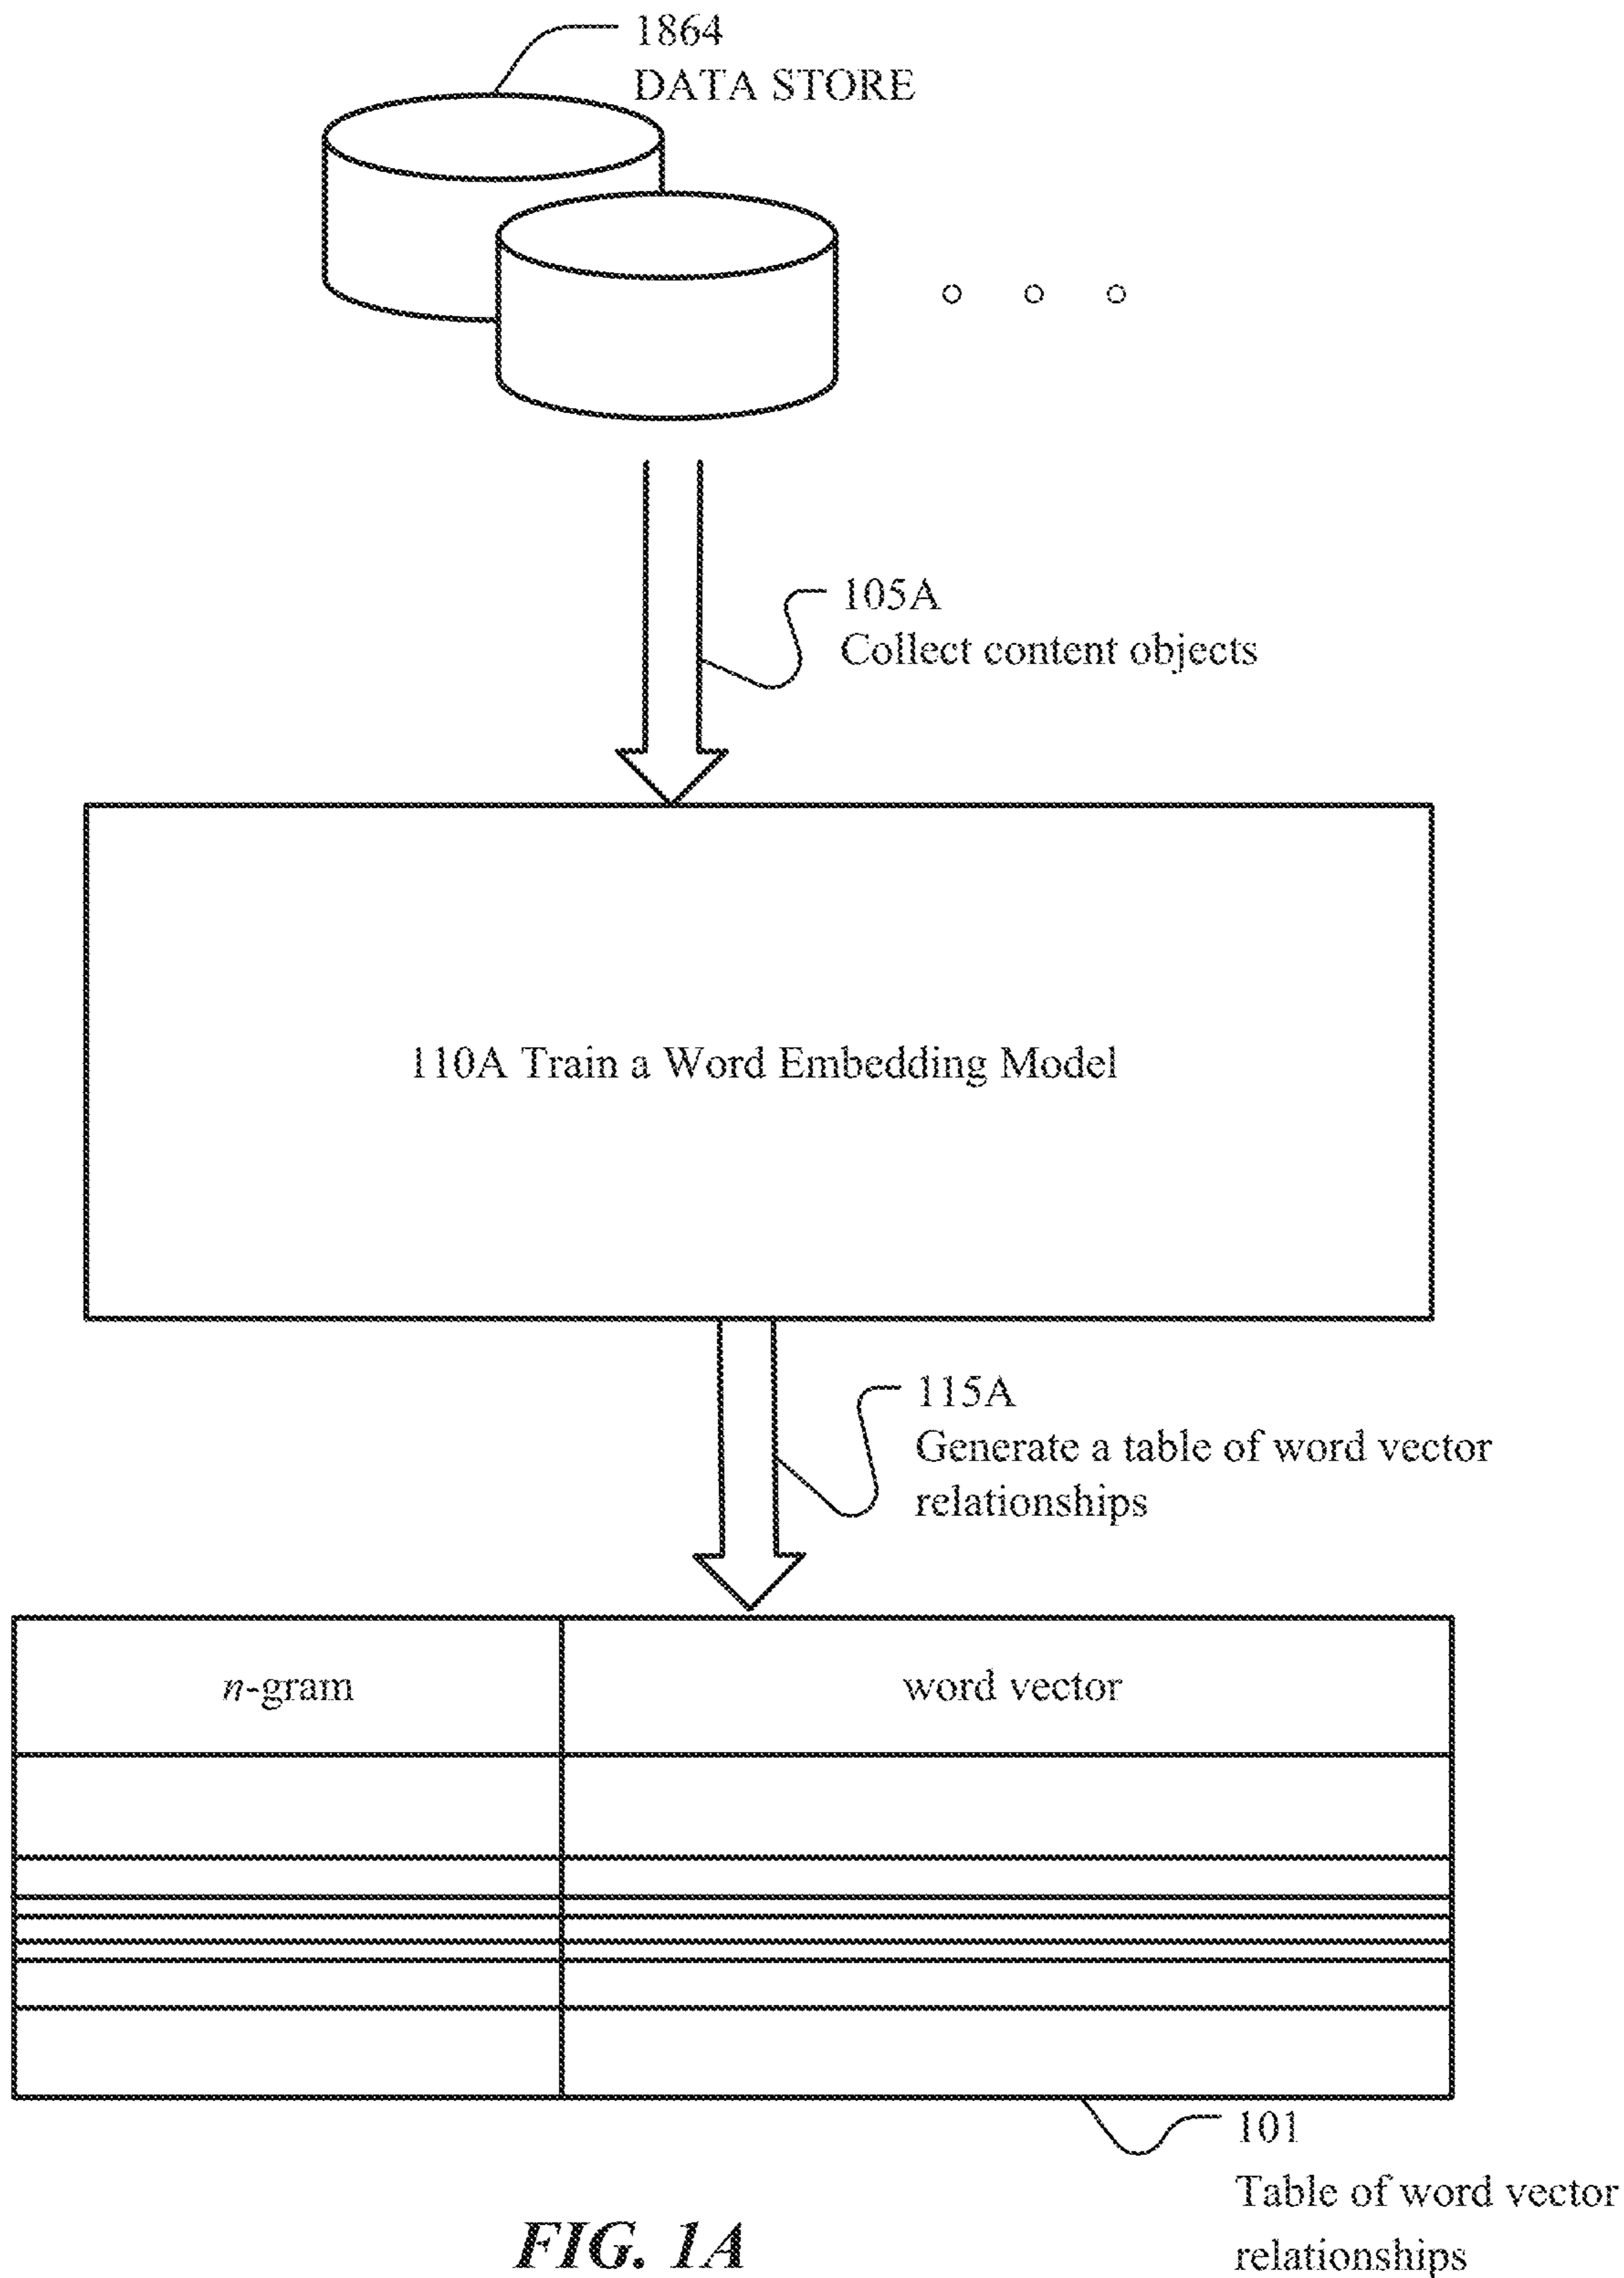 1864
DATA STORE
105A
Collect content objects
110A Train a Word Embedding Model
115A
Generate a table of word vector
relationships
n-gram
word vector
101
Table of word vector
relationships
FIG. 1A